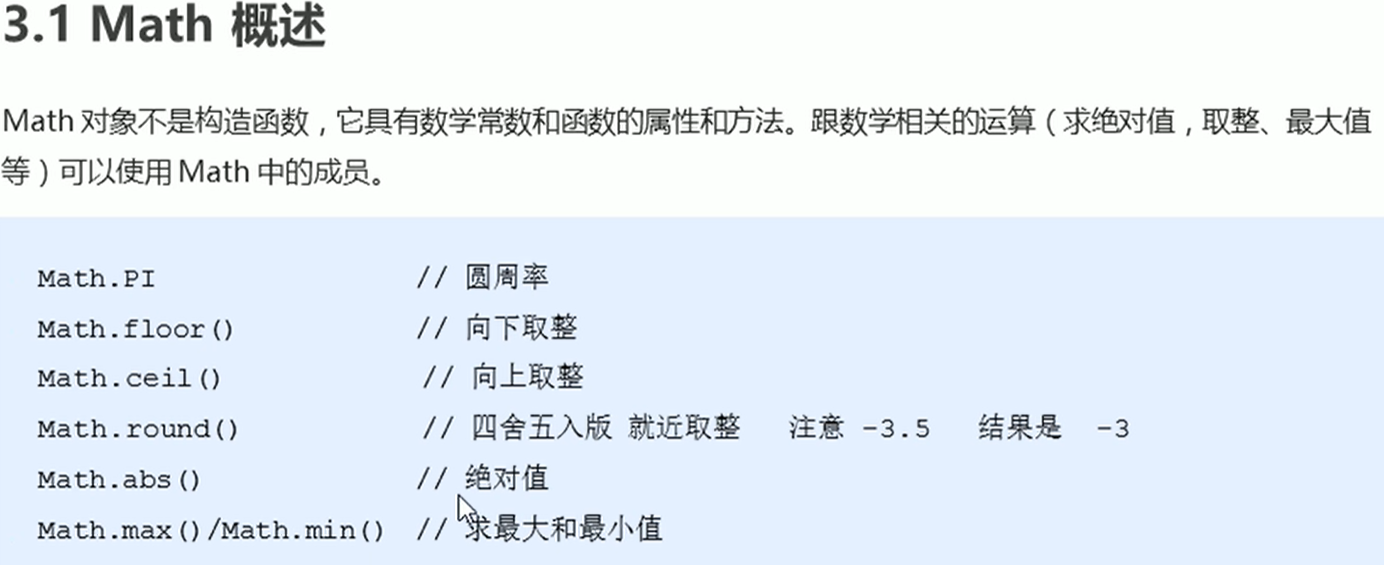 3.1 Math 概述
Math 对象不是构造函数，它具有数学常数和函数的属性和方法。跟数学相关的运算（求绝对值，取整、最大值
等）可以使用 Math 中的成员。
Math.PI // 圆周率
Math.floor() // 向下取整
Math.ceil() // 向上取整
Math.round() // 四舍五入版 就近取整 注意 -3.5 结果是 -3
Math.abs() // 绝对值
Math.max()/Math.min() // 求最大和最小值